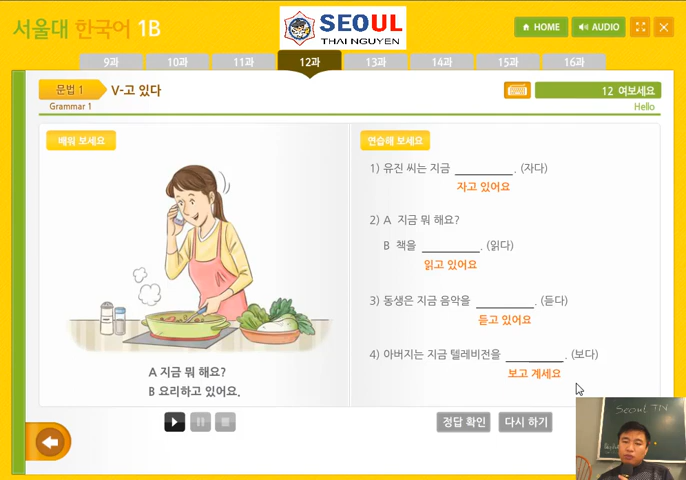 서울대 한국어 1B
SEOUL
THAI NGUYEN
HOME
AUDIO
9과
10과
11과
12과
13과
14과
15과
16과
문법 1
V-고 있다
Grammar 1
12 여보세요
Hello
배워 보세요
A 지금 뭐 해요?
B 요리하고 있어요.
연습해 보세요
1) 유진 씨는 지금 ________. (자다)
자고 있어요
2) A 지금 뭐 해요?
B 책을 ________. (읽다)
읽고 있어요
3) 동생은 지금 음악을 ________. (듣다)
듣고 있어요
4) 아버지는 지금 텔레비전을 ________. (보다)
보고 계세요
정답 확인
다시 하기
SEOUL TN